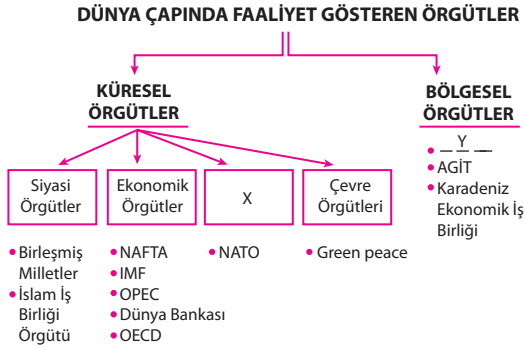 DÜNYA ÇAPINDA FAALİYET GÖSTEREN ÖRGÜTLER
KÜRESEL
ÖRGÜTLER
BÖLGESEL
ÖRGÜTLER
Y
• AGİT
• Karadeniz
Ekonomik İş
Birliği
Siyasi
Örgütler
Ekonomik
Örgütler
X
Çevre
Örgütleri
• Birleşmiş
Milletler
• İslam İş
Birliği
Örgütü
• NAFTA
• IMF
• OPEC
• Dünya Bankası
• OECD
• NATO
• Green peace